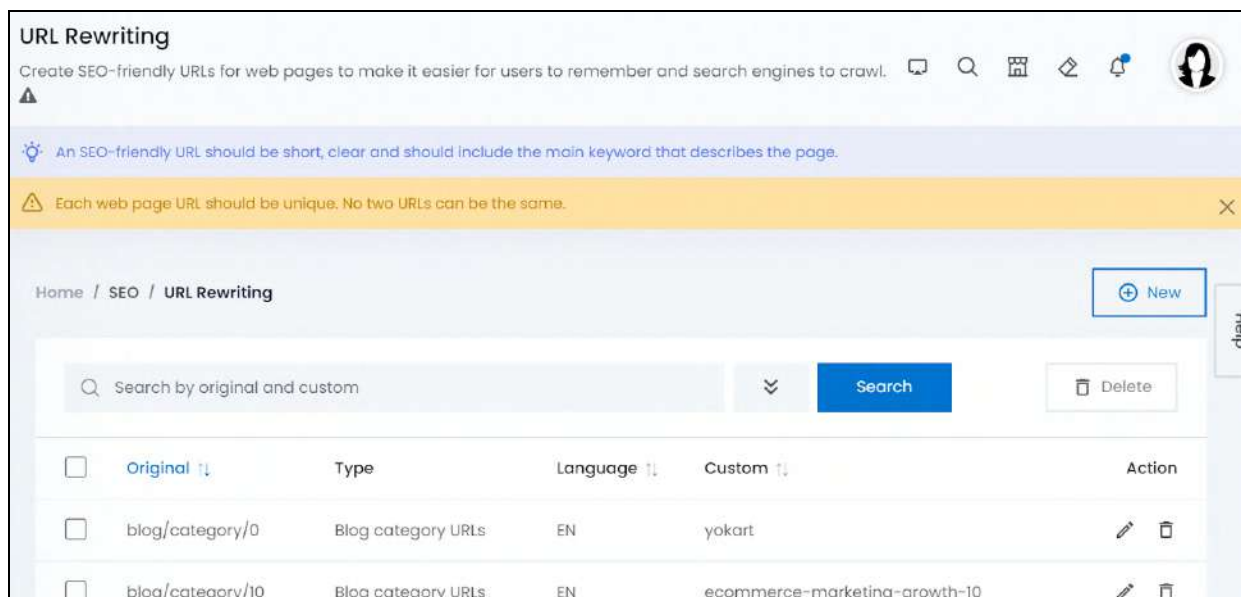 URL Rewriting
Create SEO-friendly URLs for web pages to make it easier for users to remember and search engines to crawl.
An SEO-friendly URL should be short, clear and should include the main keyword that describes the page.
Each web page URL should be unique. No two URLs can be the same.
Home / SEO / URL Rewriting
New
Help
Search by original and custom
Search
Delete
Original Type Language Custom Action
blog/category/0 Blog category URLs EN yokart
blog/category/10 Blog category URLs EN ecommerce-marketing-growth-10